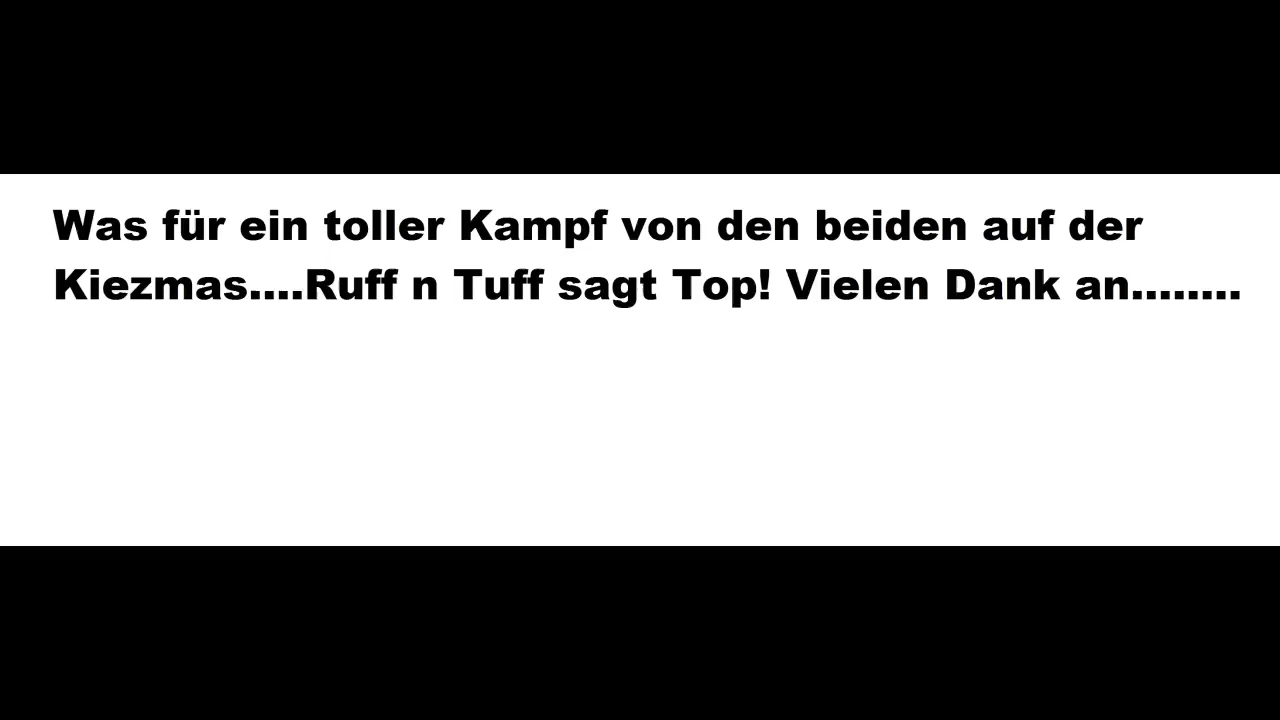 Was für ein toller Kampf von den beiden auf der
Kiezmas....Ruff n Tuff sagt Top! Vielen Dank an........